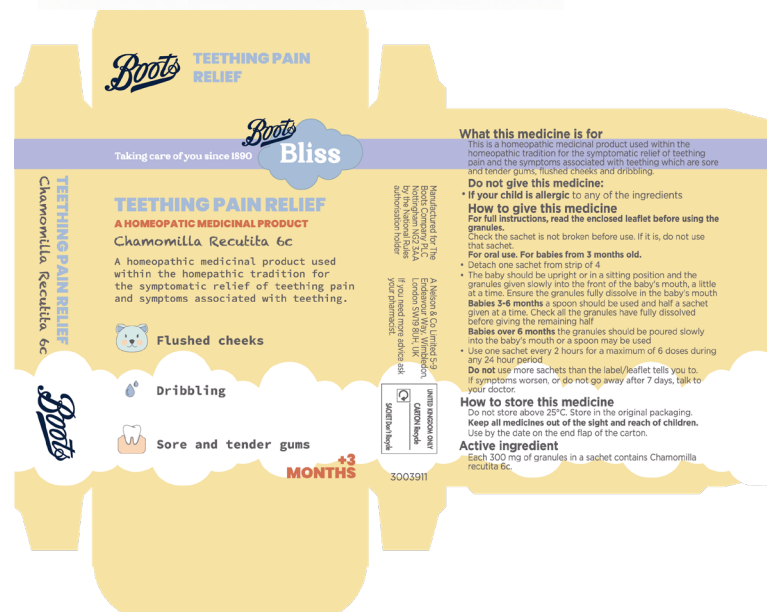 Boots
TEETHING PAIN
RELIEF
Taking care of you since 1890
Boots
Bliss
TEETHING PAIN RELIEF
A HOMEOPATIC MEDICINAL PRODUCT
Chamomilla Recutita 6c
A homeopathic medicinal product used
within the homepathic tradition for
the symptomatic relief of teething pain
and symptoms associated with teething.
Flushed cheeks
Dribbling
Sore and tender gums
+3
MONTHS
TEETHING PAIN RELIEF
Chamomilla Recutita 6c
Boots
Manufactured for The
Boots Company PLC
Nottingham NG2 3AA
by the National Rules
authorisation holder
A Nelson & Co Limited 5-9
Endeavour Way, Wimbledon,
London SW19 8UH, UK
If you need more advice ask
your pharmacist.
UNITED KINGDOM ONLY
CARTON Recycle
SACHET Don't Recycle
3003911
What this medicine is for
This is a homeopathic medicinal product used within the
homeopathic tradition for the symptomatic relief of teething
pain and the symptoms associated with teething which are sore
and tender gums, flushed cheeks and dribbling.
Do not give this medicine:
• If your child is allergic to any of the ingredients
How to give this medicine
For full instructions, read the enclosed leaflet before using the
granules.
Check the sachet is not broken before use. If it is, do not use
that sachet.
For oral use. For babies from 3 months old.
• Detach one sachet from strip of 4
• The baby should be upright or in a sitting position and the
granules given slowly into the front of the baby's mouth, a little
at a time. Ensure the granules fully dissolve in the baby's mouth
Babies 3-6 months a spoon should be used and half a sachet
given at a time. Check all the granules have fully dissolved
before giving the remaining half
Babies over 6 months the granules should be poured slowly
into the baby's mouth or a spoon may be used
• Use one sachet every 2 hours for a maximum of 6 doses during
any 24 hour period
Do not use more sachets than the label/leaflet tells you to.
If symptoms worsen, or do not go away after 7 days, talk to
your doctor.
How to store this medicine
Do not store above 25°C. Store in the original packaging.
Keep all medicines out of the sight and reach of children.
Use by the date on the end flap of the carton.
Active ingredient
Each 300 mg of granules in a sachet contains Chamomilla
recutita 6c.